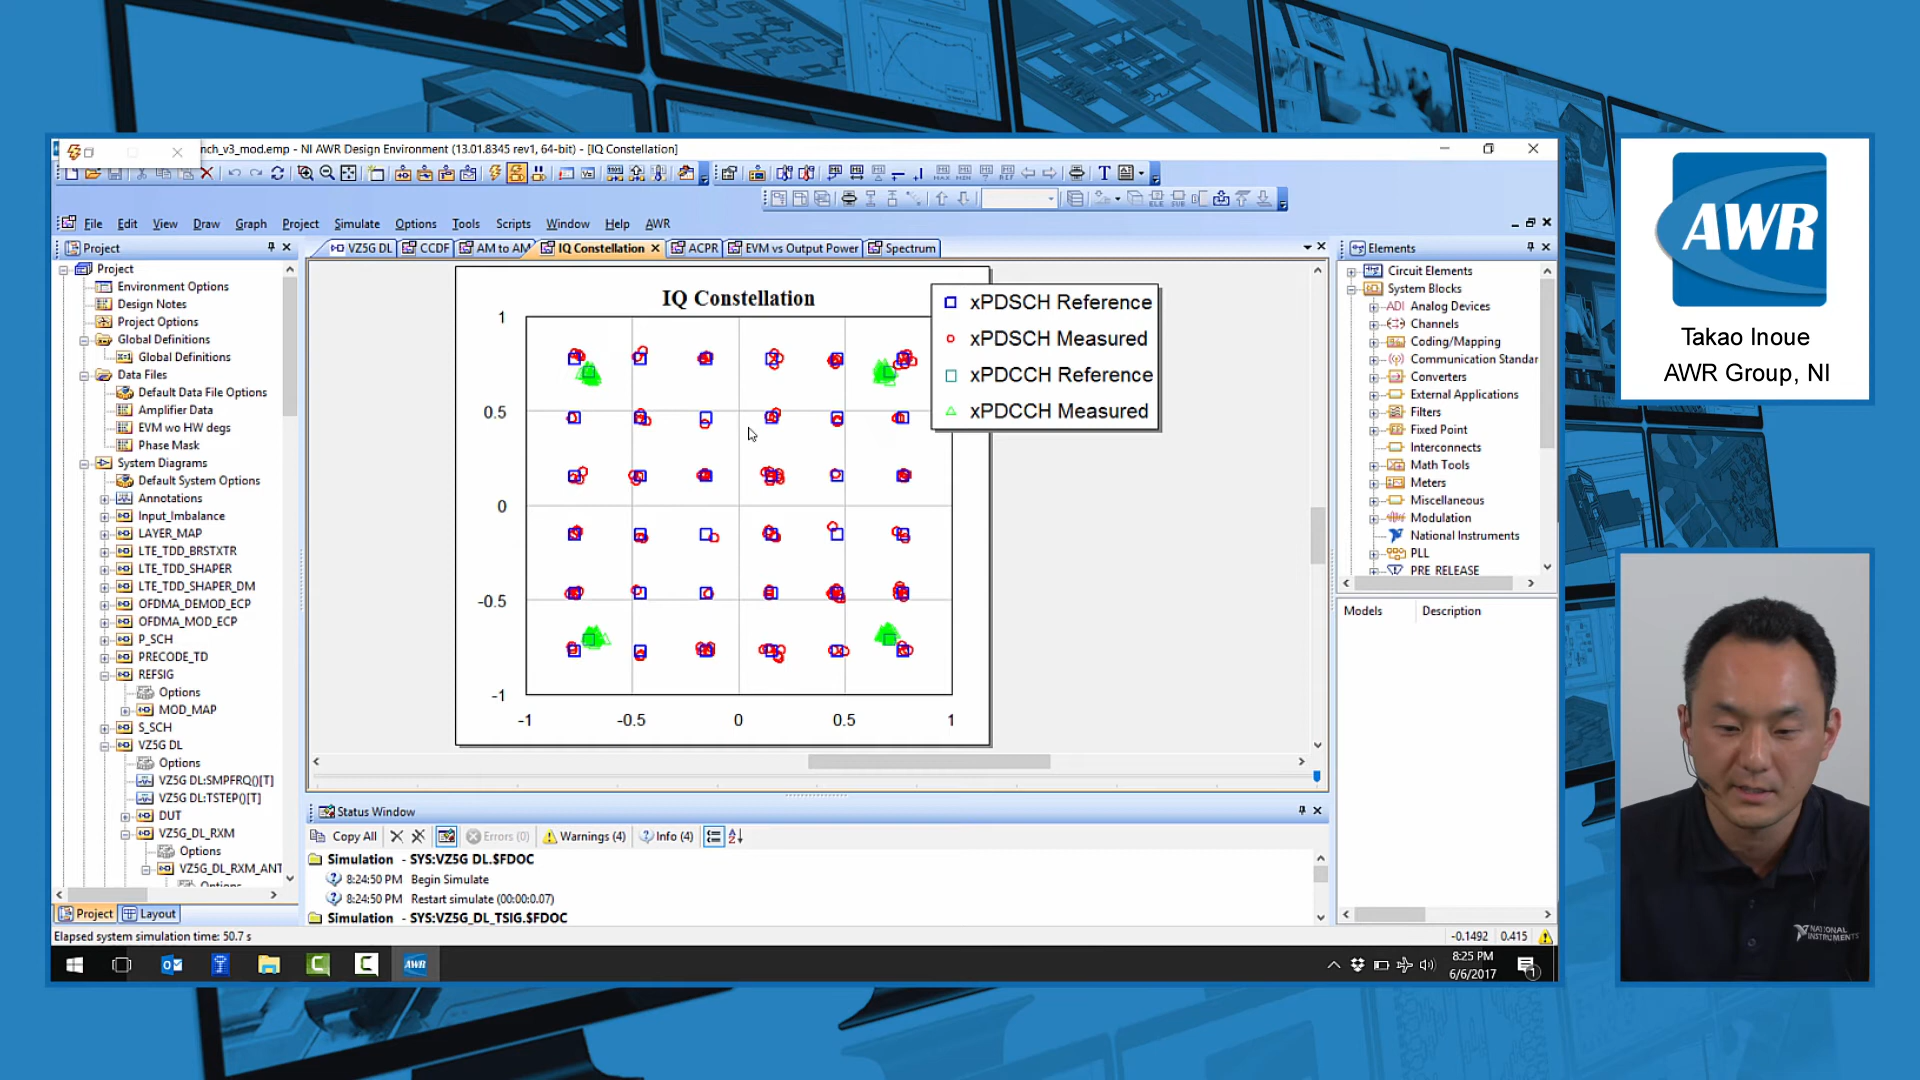 nch_v3_mod.emp - NI AWR Design Environment (13.01.8345 rev1, 64-bit) - [IQ Constellation]
File Edit View Draw Graph Project Simulate Options Tools Scripts Window Help AWR
Project
VZ5G DL CCDF AM to AM IQ Constellation ACPR EVM vs Output Power Spectrum
Elements
Project
Environment Options
Design Notes
Project Options
Global Definitions
Global Definitions
Data Files
Default Data File Options
Amplifier Data
EVM wo HW degs
Phase Mask
System Diagrams
Default System Options
Annotations
Input_Imbalance
LAYER_MAP
LTE_TDD_BRSTXTR
LTE_TDD_SHAPER
LTE_TDD_SHAPER_DM
OFDMA_DEMOD_ECP
OFDMA_MOD_ECP
P_SCH
PRECODE_TD
REFSIG
Options
MOD_MAP
S_SCH
VZ5G DL
Options
VZ5G DL:SMPFRQ()[T]
VZ5G DL:TSTEP()[T]
DUT
VZ5G_DL_RXM
Options
VZ5G_DL_RXM_ANT
Options
Project Layout
IQ Constellation
xPDSCH Reference
xPDSCH Measured
xPDCCH Reference
xPDCCH Measured
1
0.5
0
-0.5
-1
-1 -0.5 0 0.5 1
Circuit Elements
System Blocks
Analog Devices
Channels
Coding/Mapping
Communication Standar
Converters
External Applications
Filters
Fixed Point
Interconnects
Math Tools
Meters
Miscellaneous
Modulation
National Instruments
PLL
PRE RELEASE
Models Description
Status Window
Copy All Errors (0) Warnings (4) Info (4)
Simulation - SYS:VZ5G DL.$FDOC
8:24:50 PM Begin Simulate
8:24:50 PM Restart simulate (00:00:0.07)
Simulation - SYS:VZ5G_DL_TSIG.$FDOC
Elapsed system simulation time: 50.7 s
-0.1492 0.415
AWR
8:25 PM
6/6/2017
1
AWR
Takao Inoue
AWR Group, NI
NATIONAL
INSTRUMENTS